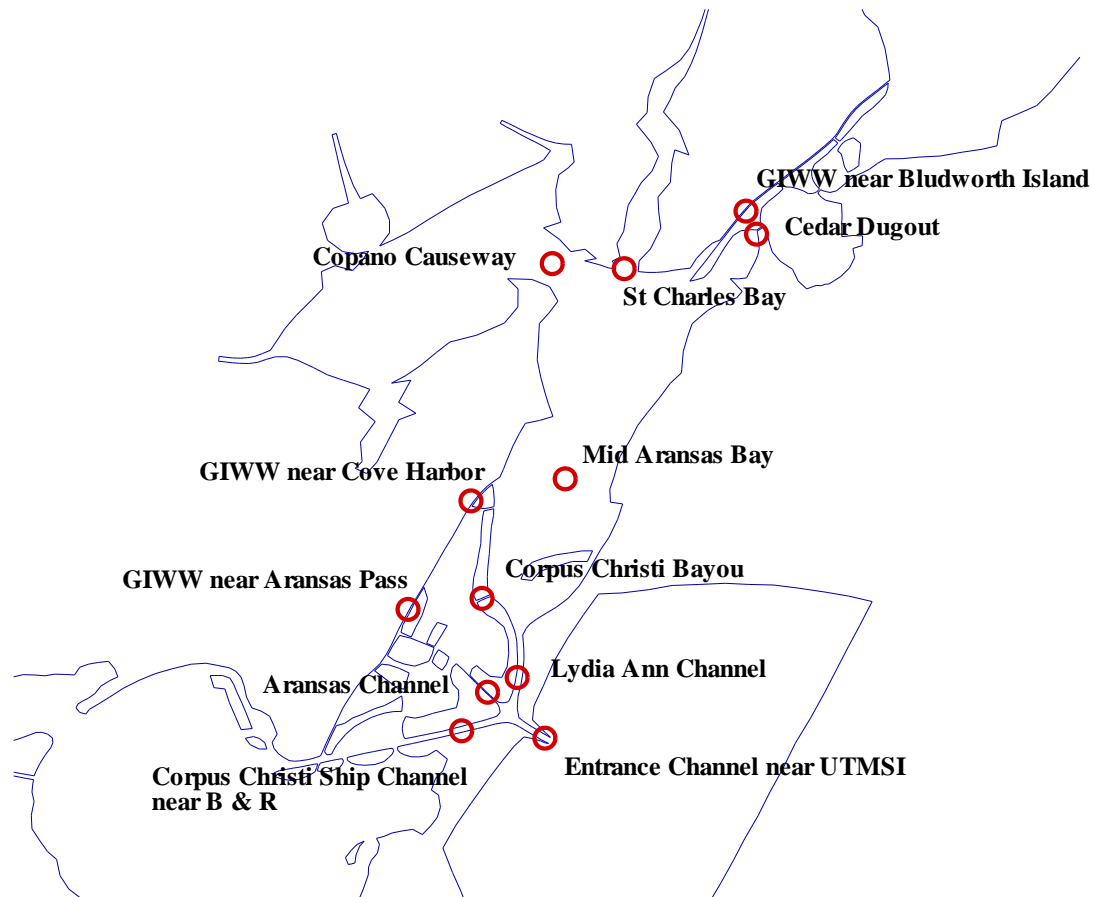 GIWW near Bludworth Island
Cedar Dugout
Copano Causeway
St Charles Bay
Mid Aransas Bay
GIWW near Cove Harbor
Corpus Christi Bayou
GIWW near Aransas Pass
Lydia Ann Channel
Aransas Channel
Entrance Channel near UTMSI
Corpus Christi Ship Channel
near B & R